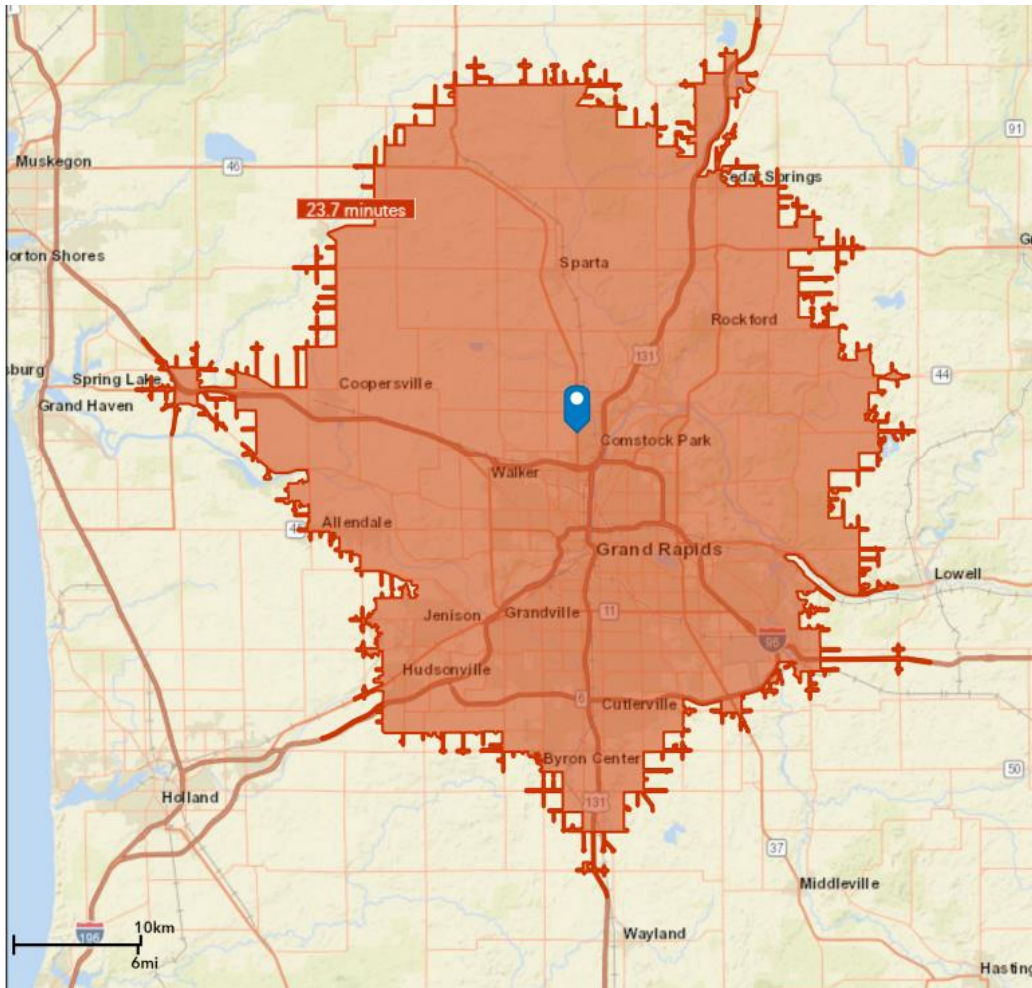 91
Muskegon
46
Cedar Springs
23.7 minutes
Norton Shores
Sparta
Rockford
131
Spring Lake
Coopersville
44
Grand Haven
Comstock Park
Walker
Allendale
45
Grand Rapids
Lowell
Jenison
Grandville
11
96
Hudsonville
6
Cutlerville
Byron Center
50
Holland
131
37
Middleville
196
10km
6mi
Wayland
Hasting